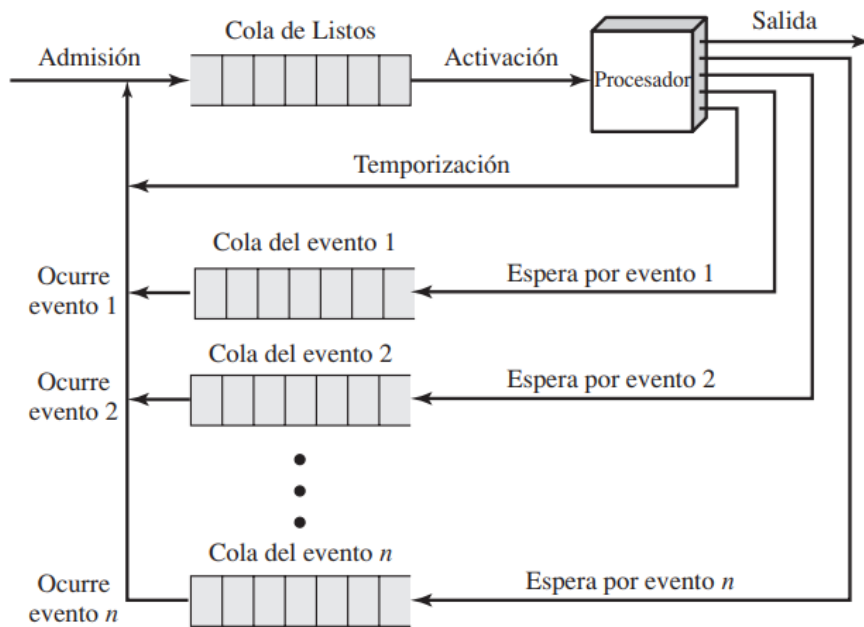 Cola de Listos
Salida
Admisión
Activación
Procesador
Temporización
Cola del evento 1
Ocurre
evento 1
Espera por evento 1
Cola del evento 2
Ocurre
evento 2
Espera por evento 2
Cola del evento n
Ocurre
evento n
Espera por evento n